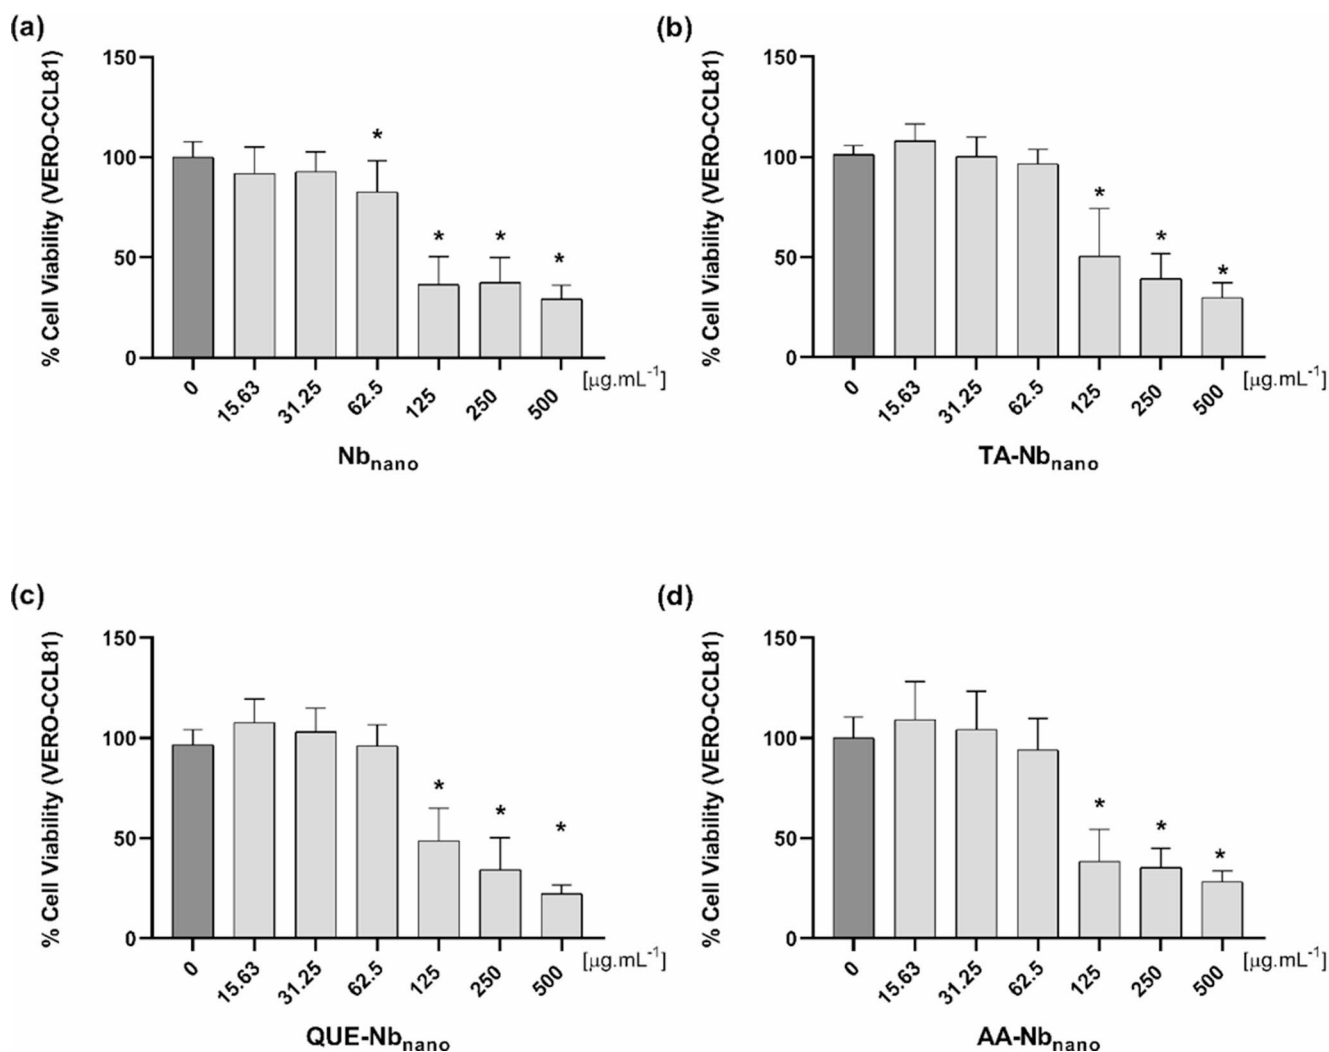 (a)
% Cell Viability (VERO-CCL81)
150
100
50
0
*
* * *
0 15.63 31.25 62.5 125 250 500 [μg.mL⁻¹]
Nbnano
(b)
% Cell Viability (VERO-CCL81)
150
100
50
0
* * *
0 15.63 31.25 62.5 125 250 500 [μg.mL⁻¹]
TA-Nbnano
(c)
% Cell Viability (VERO-CCL81)
150
100
50
0
* * *
0 15.63 31.25 62.5 125 250 500 [μg.mL⁻¹]
QUE-Nbnano
(d)
% Cell Viability (VERO-CCL81)
150
100
50
0
* * *
0 15.63 31.25 62.5 125 250 500 [μg.mL⁻¹]
AA-Nbnano